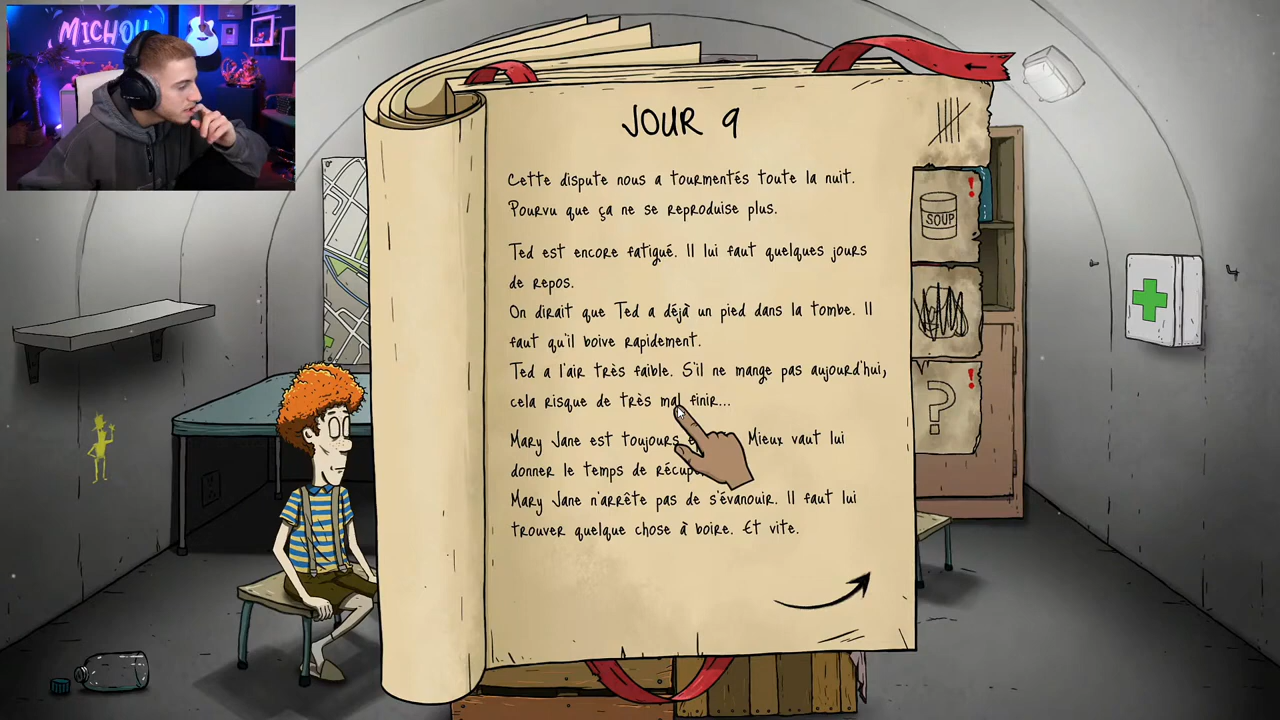 MICHOU
JOUR 9
Cette dispute nous a tourmentés toute la nuit.
Pourvu que ça ne se reproduise plus.
Ted est encore fatigué. Il lui faut quelques jours
de repos.
On dirait que Ted a déjà un pied dans la tombe. Il
faut qu'il boive rapidement.
Ted a l'air très faible. S'il ne mange pas aujourd'hui,
cela risque de très mal finir...
Mary Jane est toujours Mieux vaut lui
donner le temps de
Mary Jane n'arrête pas de s'évanouir. Il faut lui
trouver quelque chose à boire. Et vite.
!
SOUP
!
?